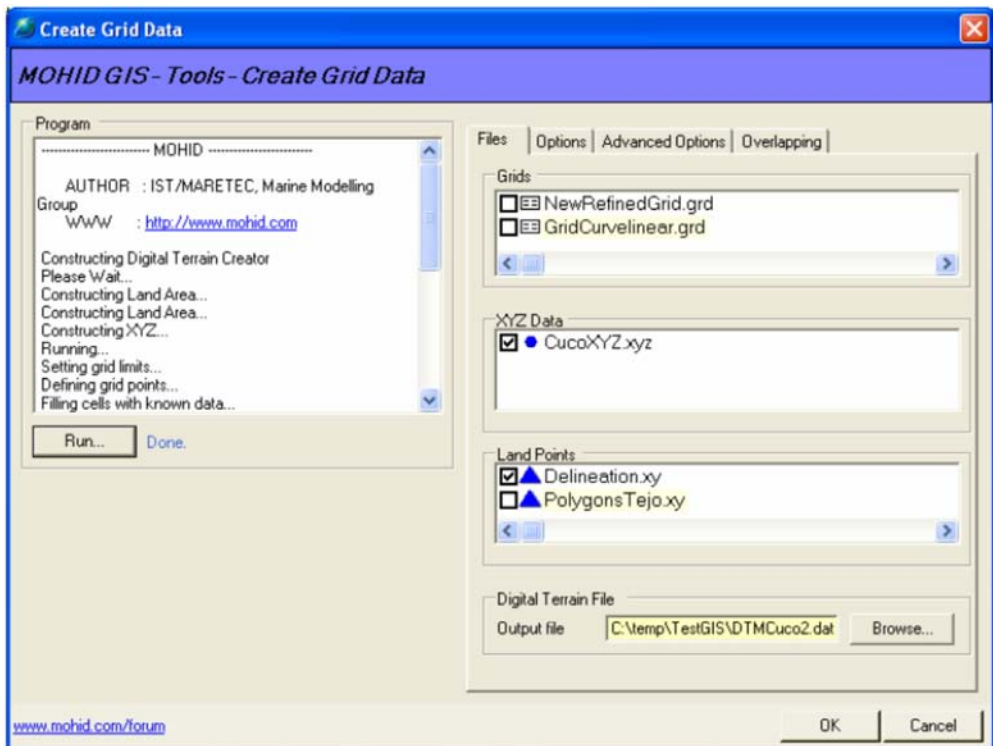 Create Grid Data
MOHID GIS - Tools - Create Grid Data
Program
------------------------- MOHID -------------------------
AUTHOR : IST/MARETEC, Marine Modelling
Group
WWW : http://www.mohid.com
Constructing Digital Terrain Creator
Please Wait...
Constructing Land Area...
Constructing Land Area...
Constructing XYZ...
Running...
Setting grid limits...
Defining grid points...
Filling cells with known data...
Run...
Done.
Files
Options
Advanced Options
Overlapping
Grids
NewRefinedGrid.grd
GridCurvelinear.grd
XYZ Data
CucoXYZ.xyz
Land Points
Delineation.xy
PolygonsTejo.xy
Digital Terrain File
Output file
C:\temp\TestGIS\DTMCuco2.dat
Browse...
www.mohid.com/forum
OK
Cancel